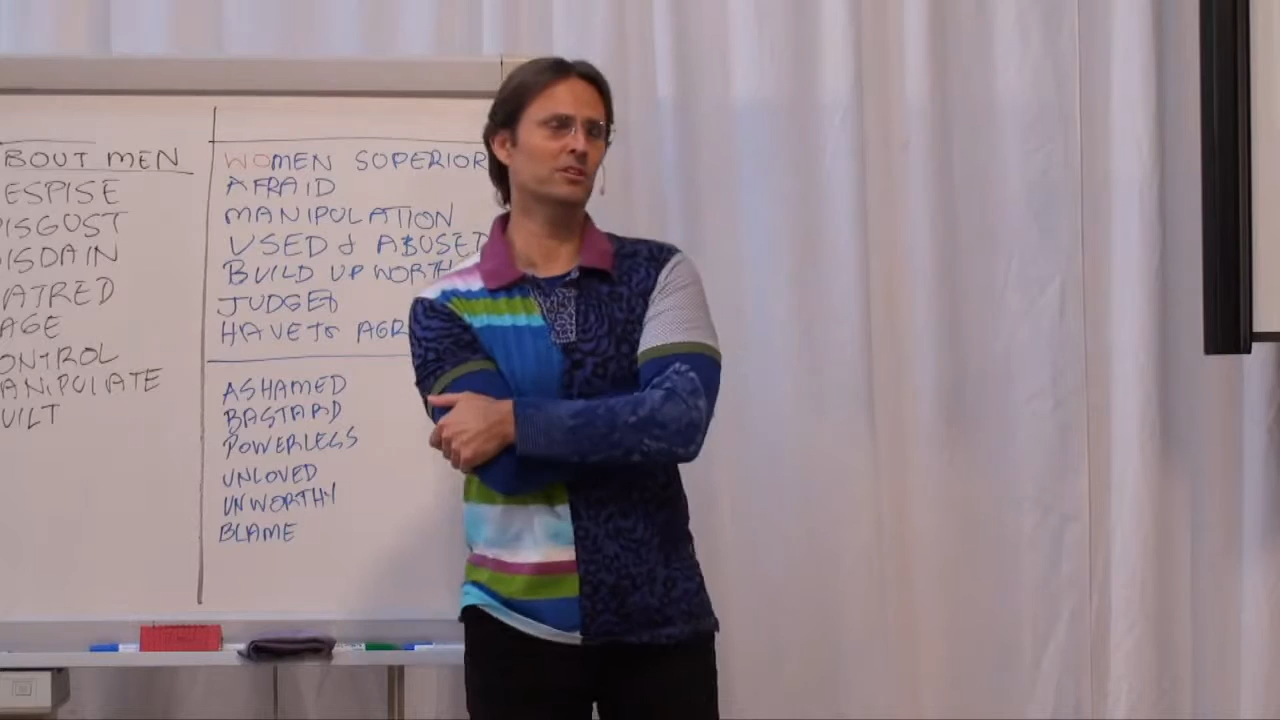 BOUT MEN
ESPISE
ISGUST
ISDAIN
ATRED
AGE
ONTROL
ANIPULATE
UILT
WOMEN SUPERIOR
AFRAID
MANIPULATION
USED & ABUSED
BUILD UP WORTH
JUDGED
HAVE TO AGR
ASHAMED
BASTARD
POWERLESS
UNLOVED
UNWORTHY
BLAME